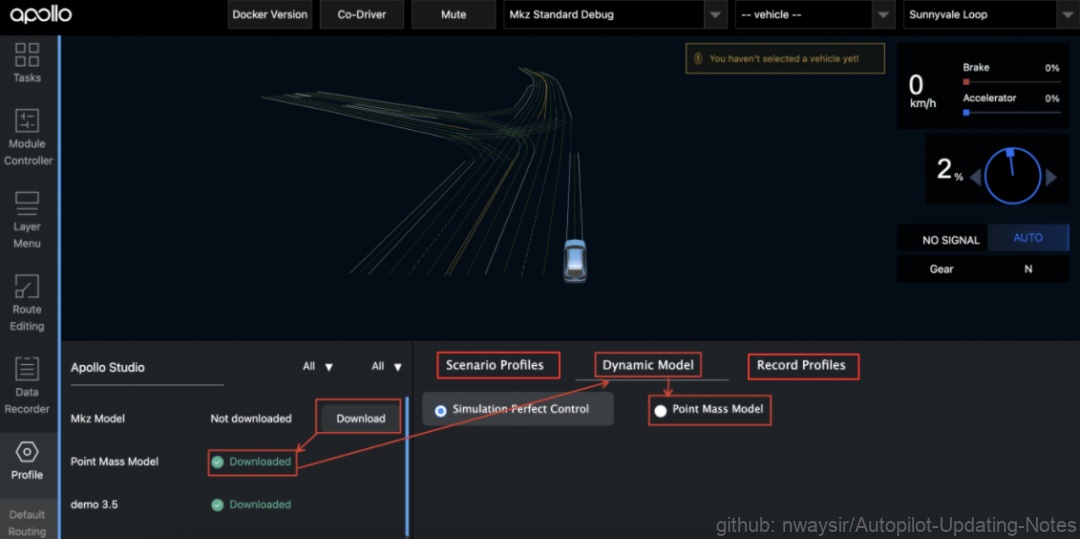 apollo
Docker Version
Co-Driver
Mute
Mkz Standard Debug
-- vehicle --
Sunnyvale Loop
Tasks
Module
Controller
Layer
Menu
Route
Editing
Data
Recorder
Profile
Default
Routing
You haven't selected a vehicle yet!
0
km/h
Brake 0%
Accelerator 0%
2 %
NO SIGNAL AUTO
Gear N
Apollo Studio All All
Mkz Model Not downloaded Download
Point Mass Model Downloaded
demo 3.5 Downloaded
Scenario Profiles Dynamic Model Record Profiles
Simulation Perfect Control Point Mass Model
github: nwaysir/Autopilot-Updating-Notes